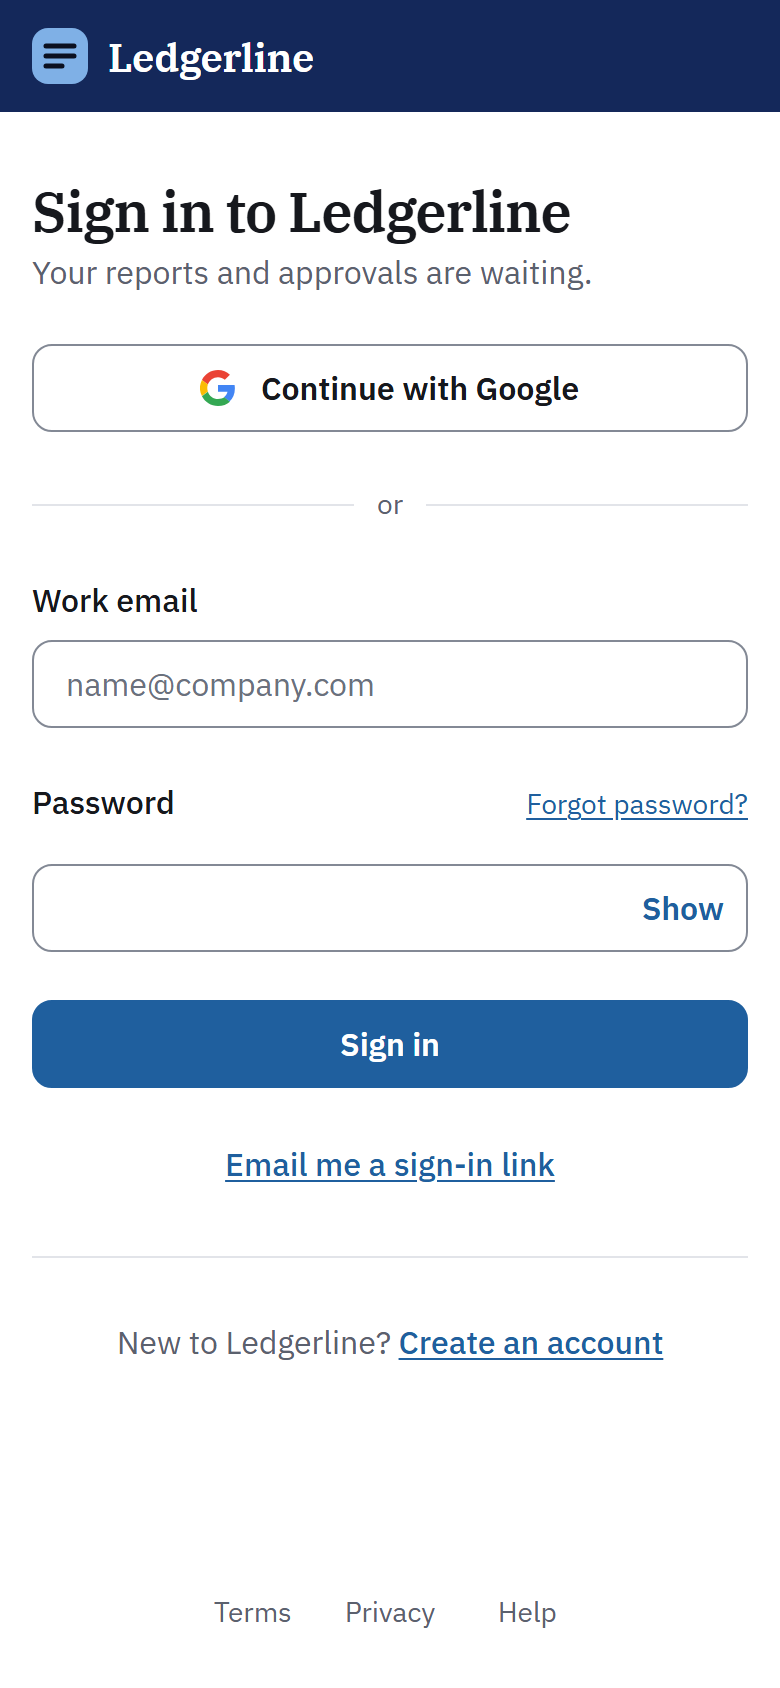 Ledgerline
Sign in to Ledgerline
Your reports and approvals are waiting.
Continue with Google
or
Work email
name@company.com
Password
Forgot password?
Show
Sign in
Email me a sign-in link
New to Ledgerline? Create an account
Terms Privacy Help